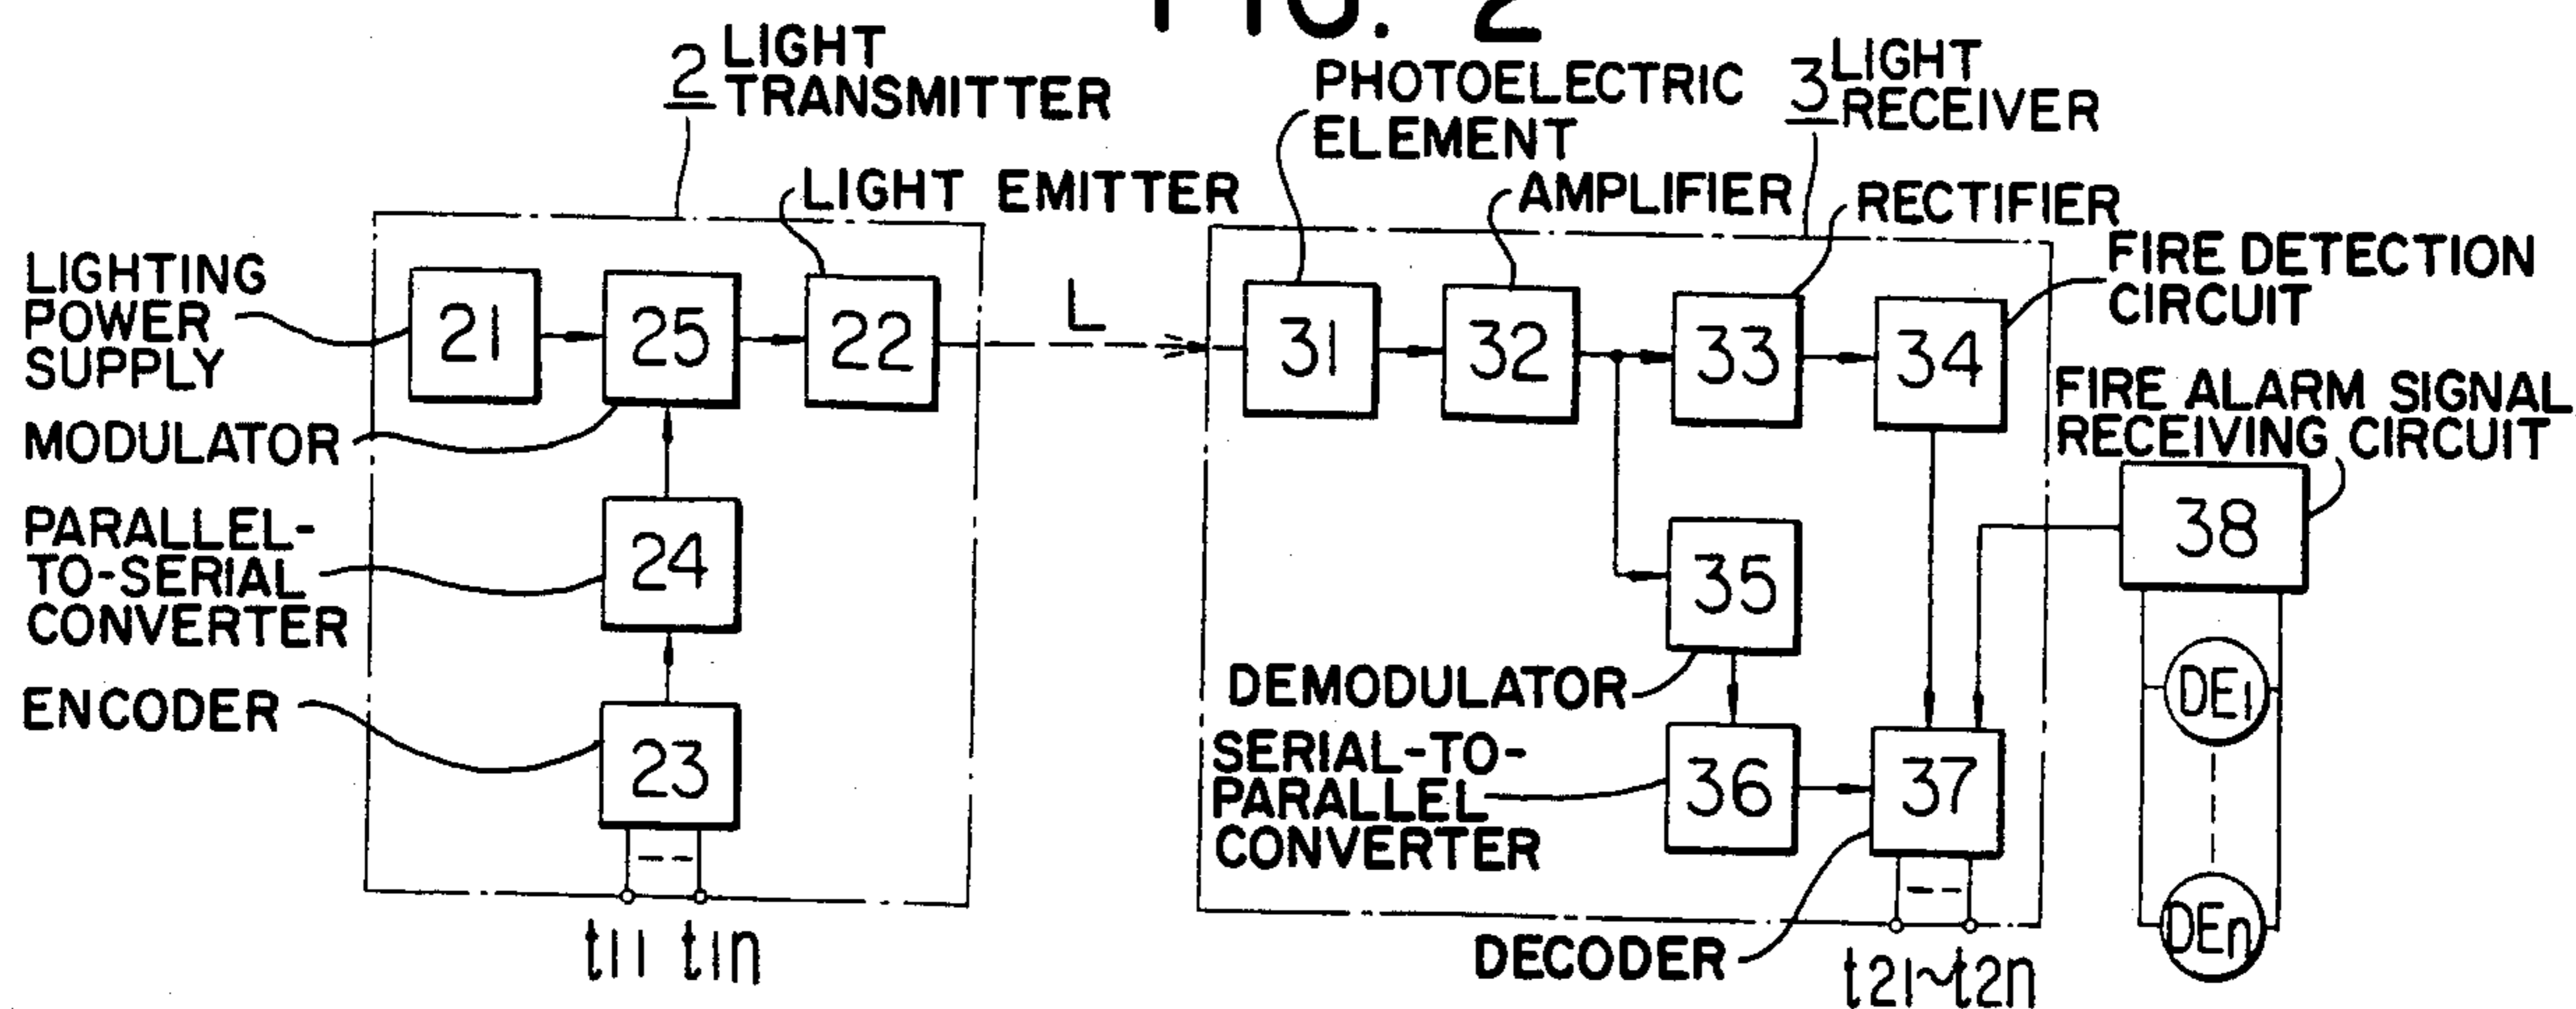 FIG. 2
2 LIGHT
TRANSMITTER
PHOTOELECTRIC
ELEMENT
3 LIGHT
RECEIVER
LIGHT EMITTER
AMPLIFIER
RECTIFIER
FIRE DETECTION
CIRCUIT
LIGHTING
POWER
SUPPLY
21
25
22
L
31
32
33
34
FIRE ALARM SIGNAL
RECEIVING CIRCUIT
MODULATOR
38
PARALLEL-
TO-SERIAL
CONVERTER
24
35
DEMODULATOR
DE1
ENCODER
23
SERIAL-TO-
PARALLEL
CONVERTER
36
37
DEn
t11 t1n
DECODER
t21~t2n